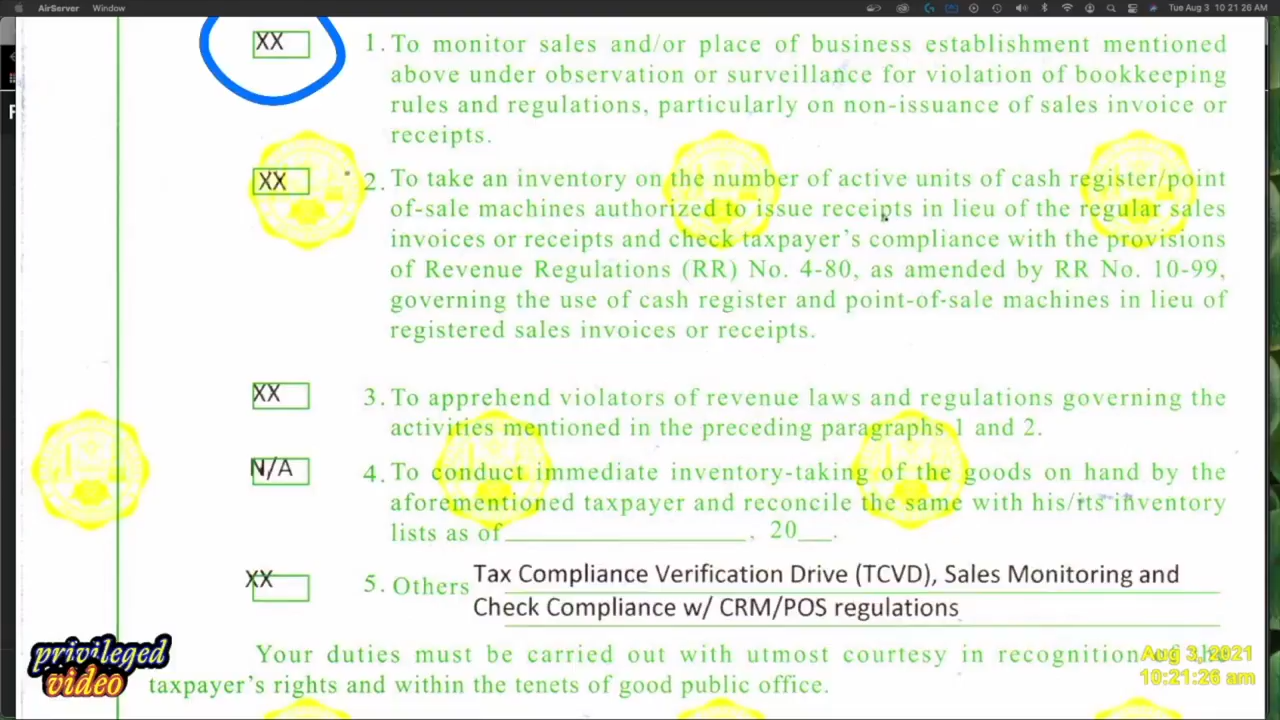 AirServer Window Tue Aug 3 10:21:26 AM
XX 1. To monitor sales and/or place of business establishment mentioned
above under observation or surveillance for violation of bookkeeping
rules and regulations, particularly on non-issuance of sales invoice or
receipts.
XX 2. To take an inventory on the number of active units of cash register/point
of-sale machines authorized to issue receipts in lieu of the regular sales
invoices or receipts and check taxpayer's compliance with the provisions
of Revenue Regulations (RR) No. 4-80, as amended by RR No. 10-99,
governing the use of cash register and point-of-sale machines in lieu of
registered sales invoices or receipts.
XX 3. To apprehend violators of revenue laws and regulations governing the
activities mentioned in the preceding paragraphs 1 and 2.
N/A 4. To conduct immediate inventory-taking of the goods on hand by the
aforementioned taxpayer and reconcile the same with his/its inventory
lists as of , 20 .
XX 5. Others Tax Compliance Verification Drive (TCVD), Sales Monitoring and
Check Compliance w/ CRM/POS regulations
Your duties must be carried out with utmost courtesy in recognition
taxpayer's rights and within the tenets of good public office.
privileged
video
Aug 3, 2021
10:21:26 am